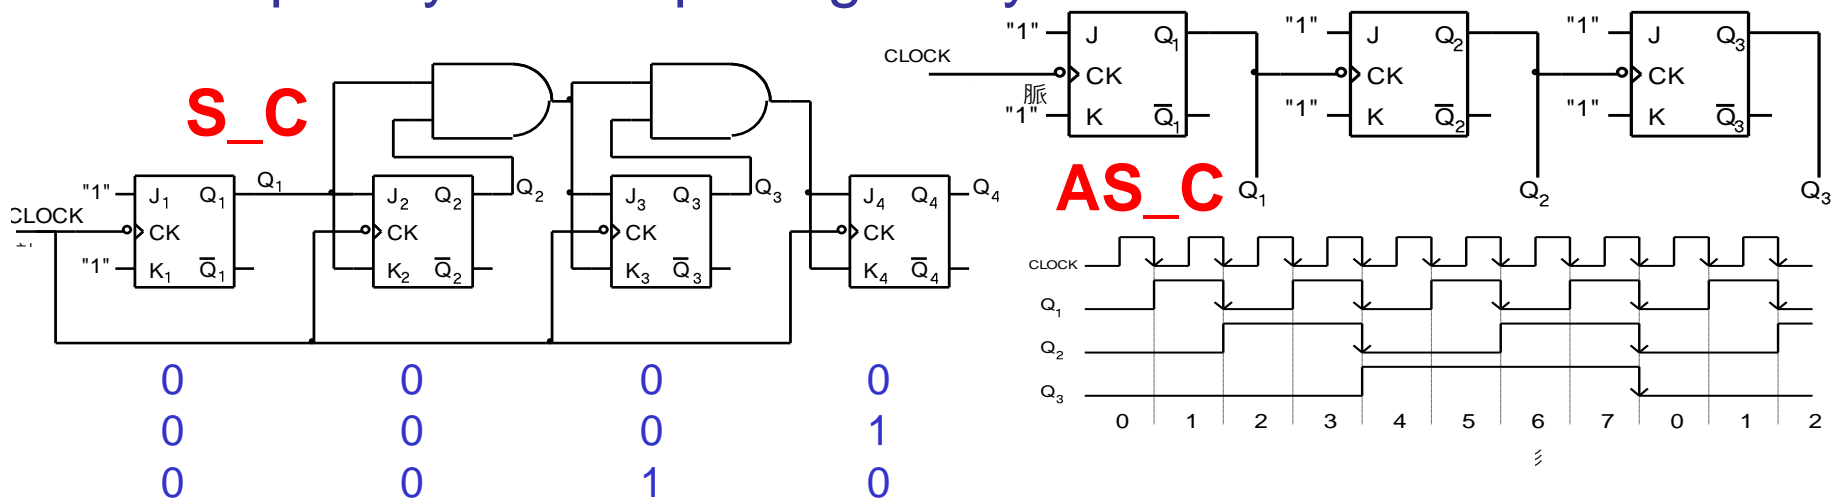 S_C
"1" J₁ Q₁ Q₁
CLOCK
CK
"1" K₁ Q̅₁
J₂ Q₂ Q₂
CK
K₂ Q̅₂
J₃ Q₃ Q₃
CK
K₃ Q̅₃
J₄ Q₄ Q₄
CK
K₄ Q̅₄
0 0 0 0
0 0 0 1
0 0 1 0
CLOCK
脈
"1" J Q₁
CK
"1" K Q̅₁
"1" J Q₂
CK
"1" K Q̅₂
"1" J Q₃
CK
"1" K Q̅₃
AS_C
Q₁ Q₂ Q₃
CLOCK
Q₁
Q₂
Q₃
0 1 2 3 4 5 6 7 0 1 2